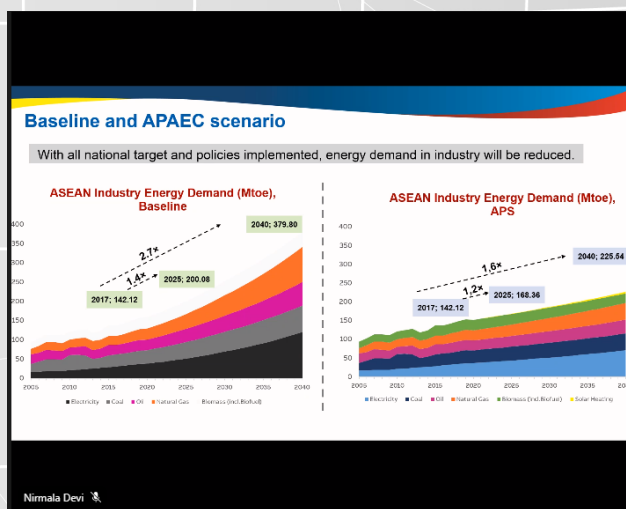 Baseline and APAEC scenario
With all national target and policies implemented, energy demand in industry will be reduced.
ASEAN Industry Energy Demand (Mtoe),
Baseline
400
350
300
250
200
150
100
50
0
2005
2010
2015
2020
2025
2030
2035
2040
2040; 379.80
2.7×
1.4×
2025; 200.08
2017; 142.12
Electricity
Coal
Oil
Natural Gas
Biomass (incl.Biofuel)
ASEAN Industry Energy Demand (Mtoe),
APS
400
350
300
250
200
150
100
50
0
2005
2010
2015
2020
2025
2030
2035
2040; 225.54
1.6×
1.2×
2025; 168.36
2017; 142.12
Electricity
Coal
Oil
Natural Gas
Biomass (incl.Biofuel)
Solar Heating
Nirmala Devi